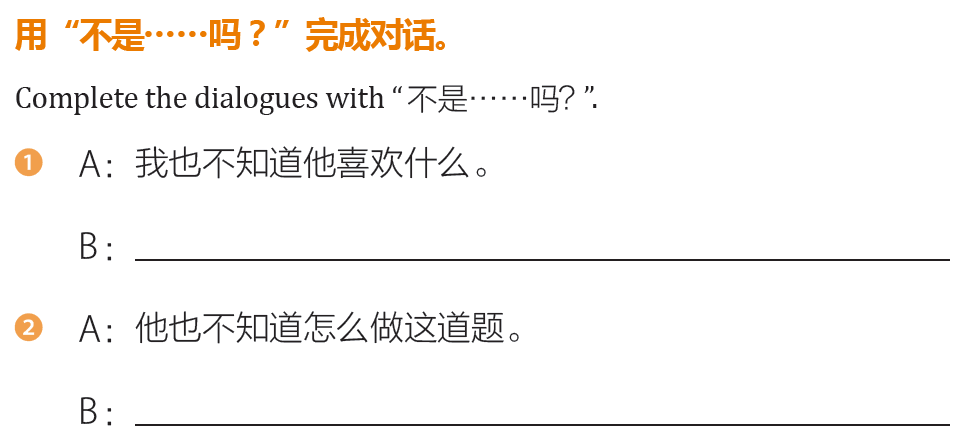 用“不是……吗？”完成对话。
Complete the dialogues with “不是……吗？”.
1 A：我也不知道他喜欢什么。
B：
2 A：他也不知道怎么做这道题。
B：